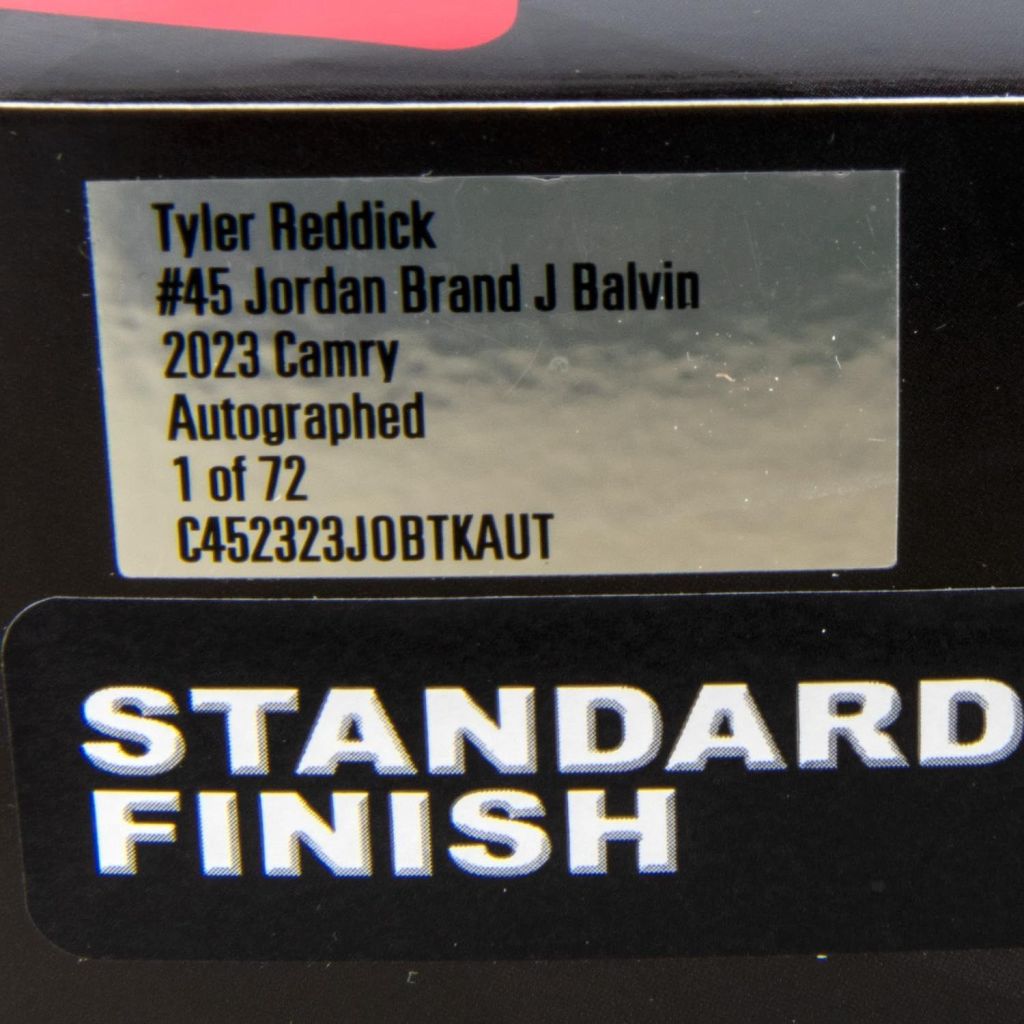 Tyler Reddick
#45 Jordan Brand J Balvin
2023 Camry
Autographed
1 of 72
C452323JOBTKAUT
STANDARD
FINISH